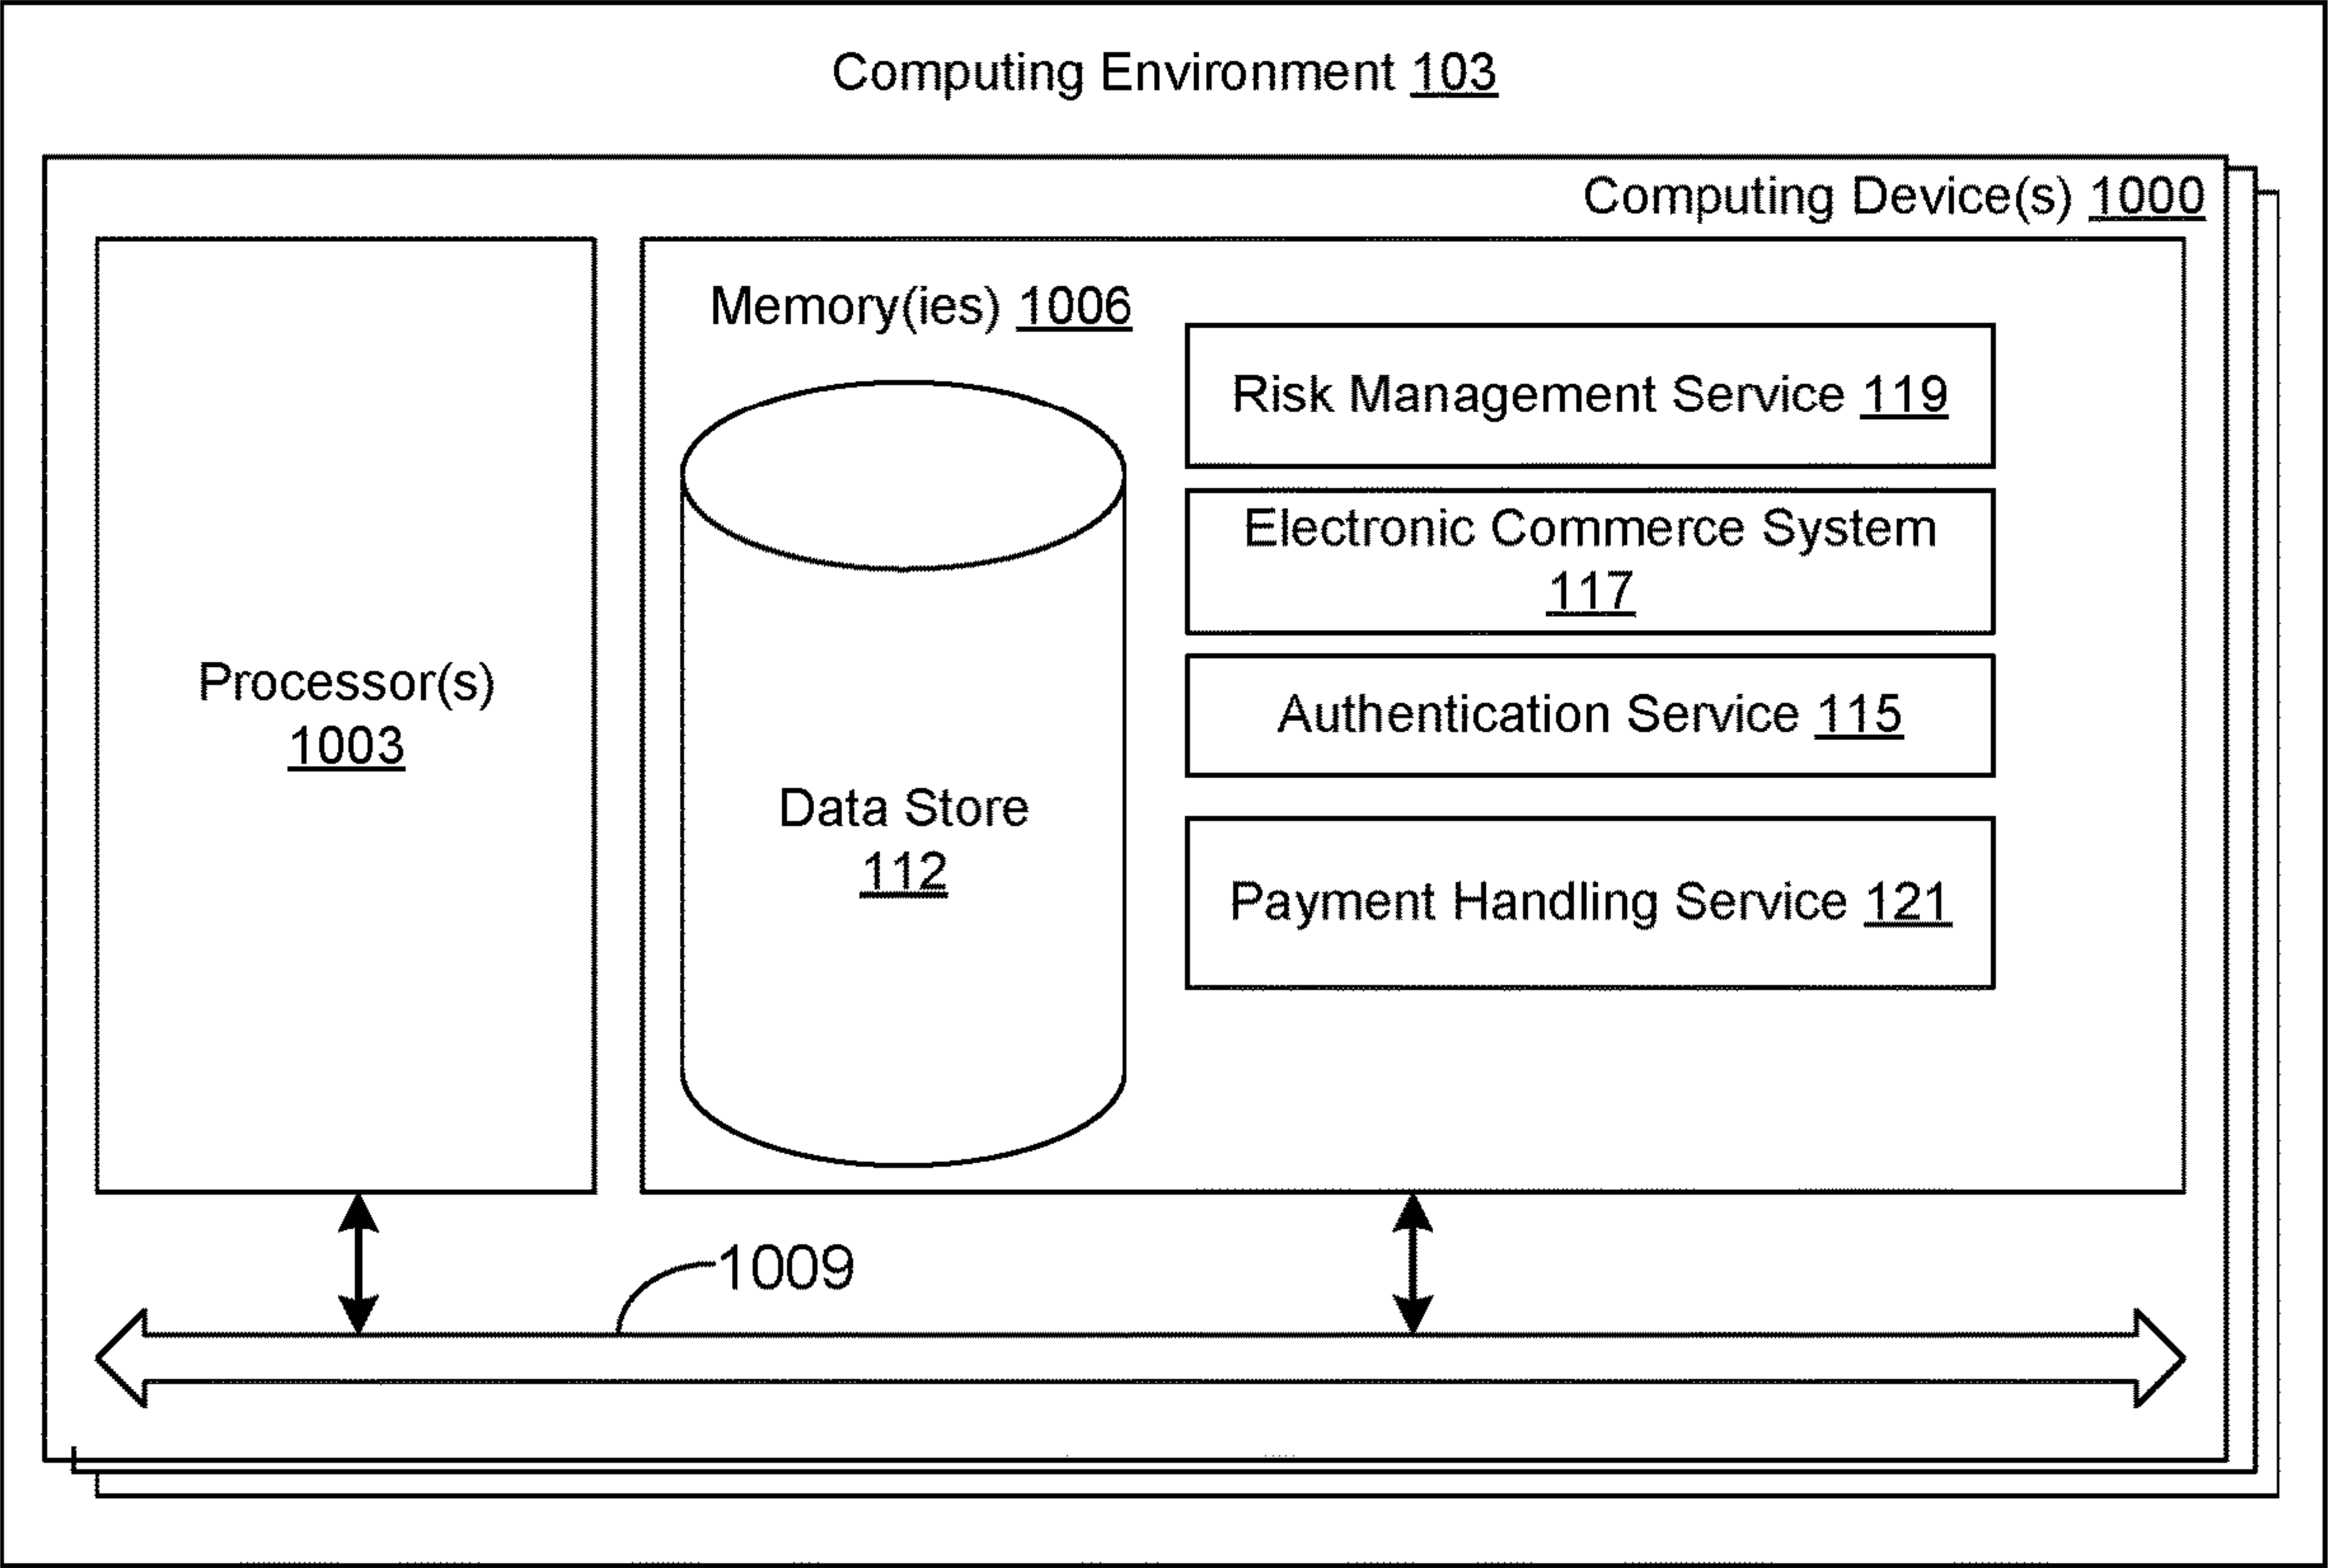 Computing Environment 103
Computing Device(s) 1000
Processor(s)
1003
Memory(ies) 1006
Data Store
112
Risk Management Service 119
Electronic Commerce System
117
Authentication Service 115
Payment Handling Service 121
1009